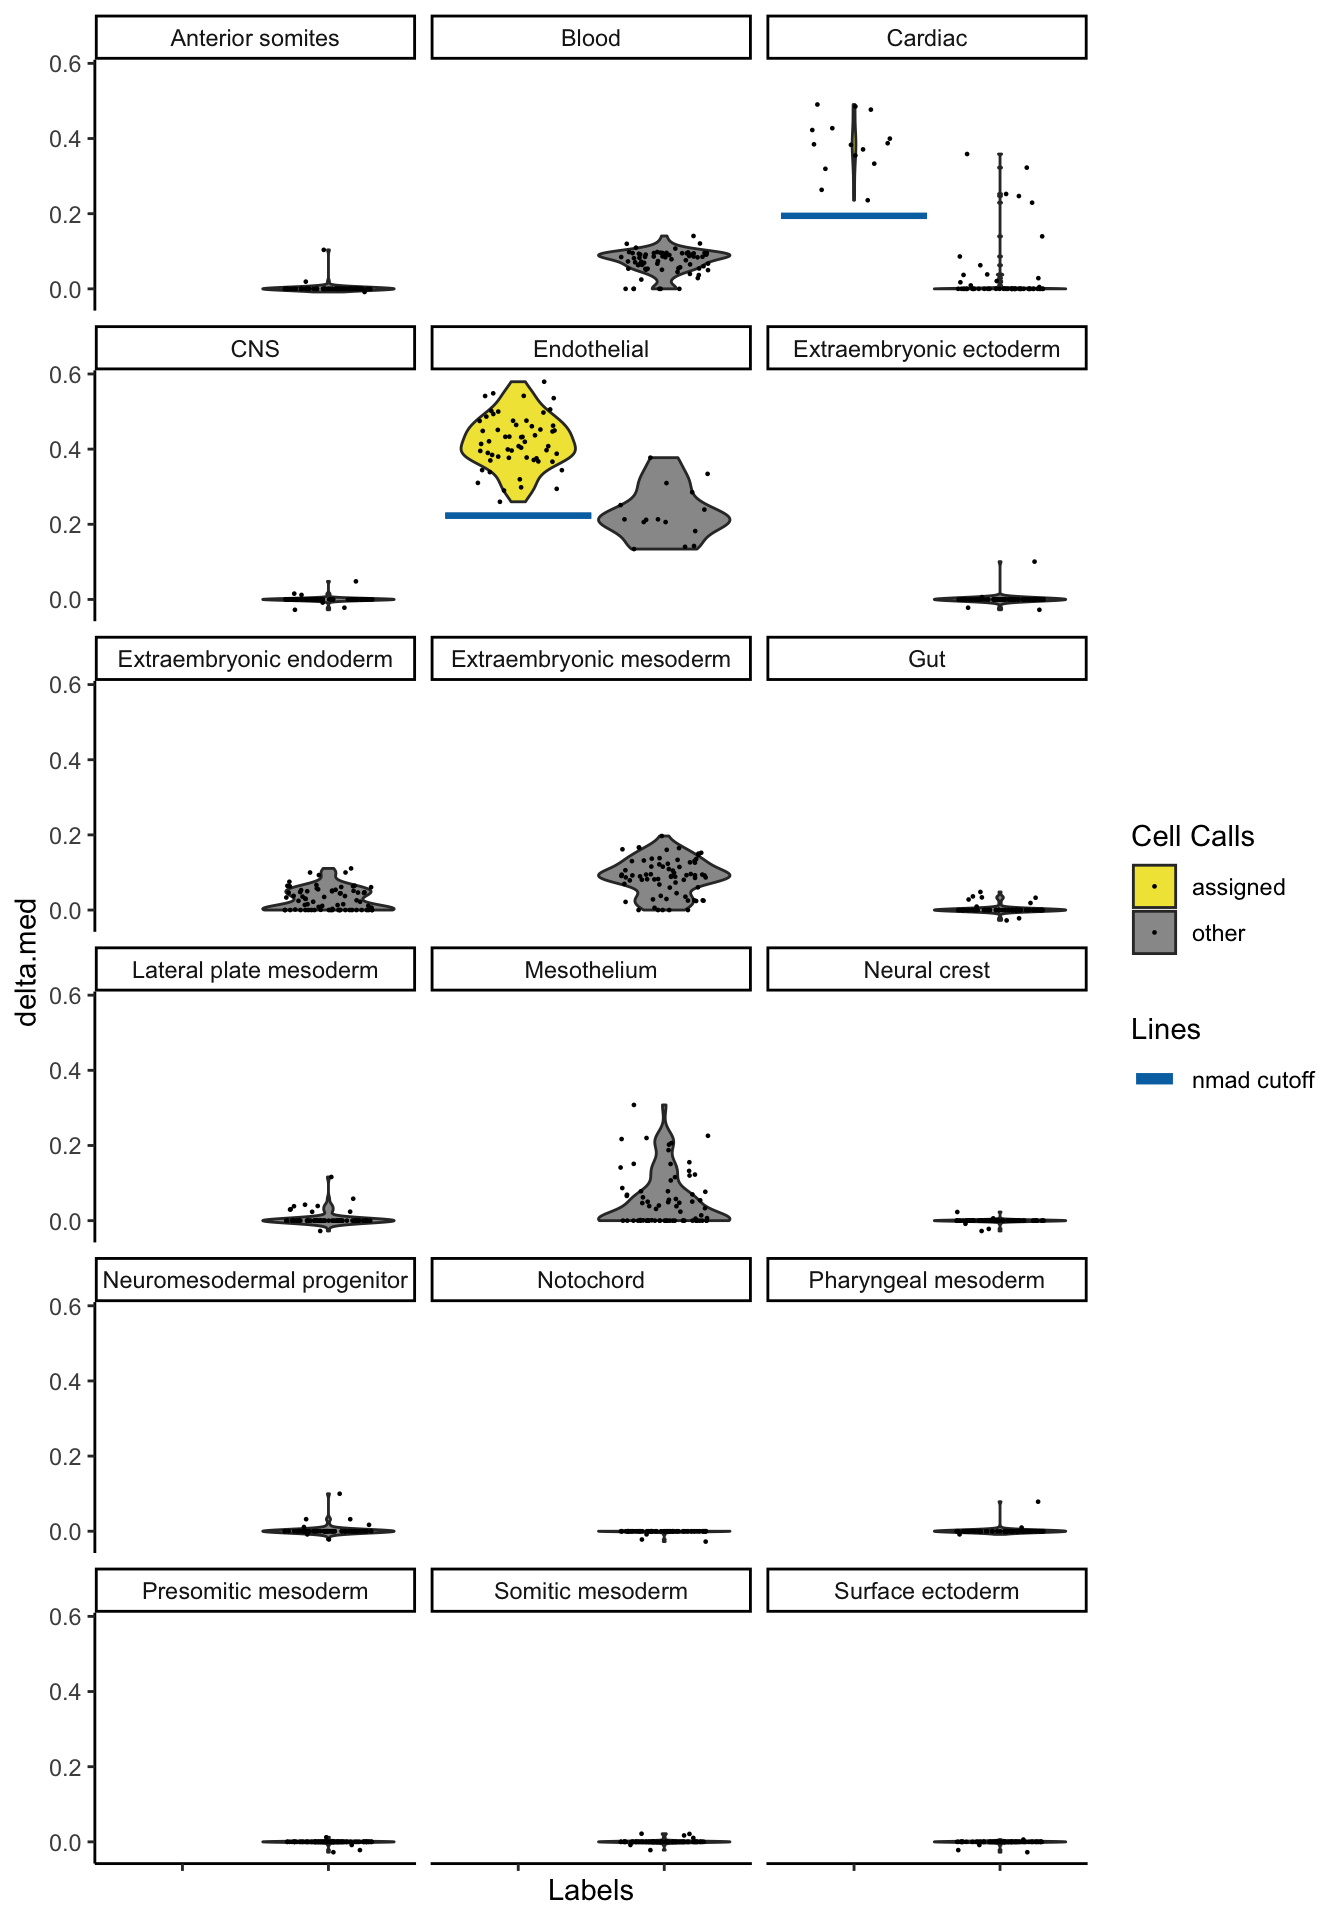 Anterior somites
Blood
Cardiac
0.6
0.4
0.2
0.0
CNS
Endothelial
Extraembryonic ectoderm
0.6
0.4
0.2
0.0
Extraembryonic endoderm
Extraembryonic mesoderm
Gut
0.6
0.4
0.2
0.0
Lateral plate mesoderm
Mesothelium
Neural crest
0.6
0.4
0.2
0.0
Neuromesodermal progenitor
Notochord
Pharyngeal mesoderm
0.6
0.4
0.2
0.0
Presomitic mesoderm
Somitic mesoderm
Surface ectoderm
0.6
0.4
0.2
0.0
delta.med
Labels
Cell Calls
assigned
other
Lines
nmad cutoff